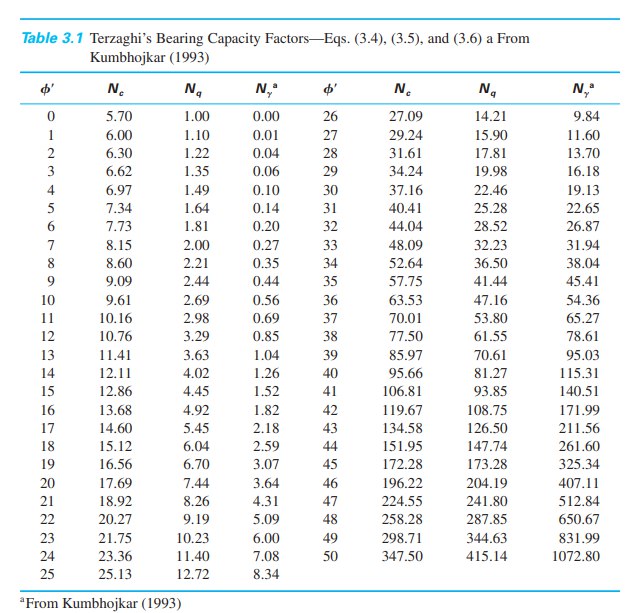 Table 3.1 Terzaghi's Bearing Capacity Factors—Eqs. (3.4), (3.5), and (3.6) a From
Kumbhojkar (1993)
ϕ′ Nc Nq Nγᵃ ϕ′ Nc Nq Nγᵃ
0 5.70 1.00 0.00 26 27.09 14.21 9.84
1 6.00 1.10 0.01 27 29.24 15.90 11.60
2 6.30 1.22 0.04 28 31.61 17.81 13.70
3 6.62 1.35 0.06 29 34.24 19.98 16.18
4 6.97 1.49 0.10 30 37.16 22.46 19.13
5 7.34 1.64 0.14 31 40.41 25.28 22.65
6 7.73 1.81 0.20 32 44.04 28.52 26.87
7 8.15 2.00 0.27 33 48.09 32.23 31.94
8 8.60 2.21 0.35 34 52.64 36.50 38.04
9 9.09 2.44 0.44 35 57.75 41.44 45.41
10 9.61 2.69 0.56 36 63.53 47.16 54.36
11 10.16 2.98 0.69 37 70.01 53.80 65.27
12 10.76 3.29 0.85 38 77.50 61.55 78.61
13 11.41 3.63 1.04 39 85.97 70.61 95.03
14 12.11 4.02 1.26 40 95.66 81.27 115.31
15 12.86 4.45 1.52 41 106.81 93.85 140.51
16 13.68 4.92 1.82 42 119.67 108.75 171.99
17 14.60 5.45 2.18 43 134.58 126.50 211.56
18 15.12 6.04 2.59 44 151.95 147.74 261.60
19 16.56 6.70 3.07 45 172.28 173.28 325.34
20 17.69 7.44 3.64 46 196.22 204.19 407.11
21 18.92 8.26 4.31 47 224.55 241.80 512.84
22 20.27 9.19 5.09 48 258.28 287.85 650.67
23 21.75 10.23 6.00 49 298.71 344.63 831.99
24 23.36 11.40 7.08 50 347.50 415.14 1072.80
25 25.13 12.72 8.34
ᵃFrom Kumbhojkar (1993)